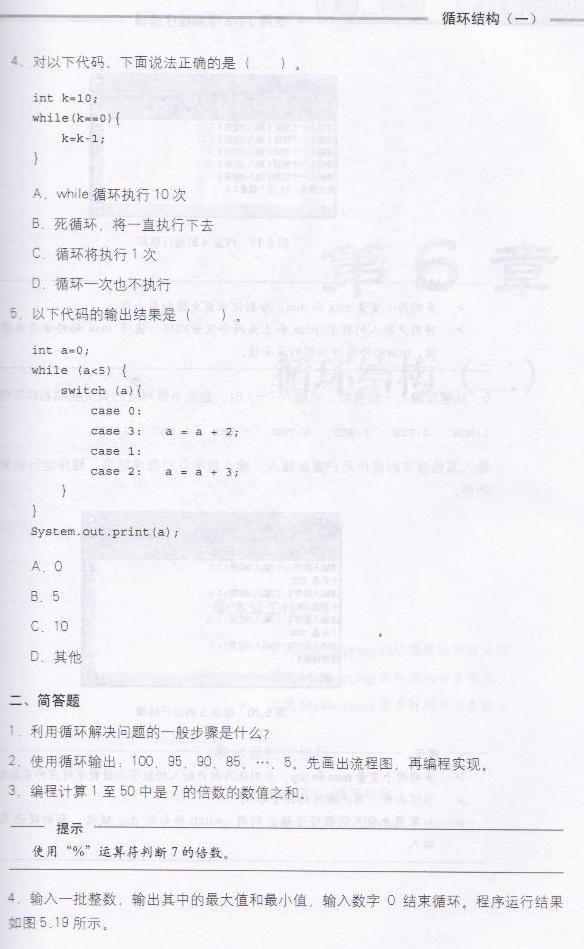 循环结构（一）
4．对以下代码，下面说法正确的是（　　）。
int k=10;
while(k==0){
k=k-1;
}
A．while 循环执行 10 次
B．死循环，将一直执行下去
C．循环将执行 1 次
D．循环一次也不执行
5．以下代码的输出结果是（　　）。
int a=0;
while (a<5) {
switch (a){
case 0:
case 3: a = a + 2;
case 1:
case 2: a = a + 3;
}
}
System.out.print(a);
A．0
B．5
C．10
D．其他
二、简答题
1．利用循环解决问题的一般步骤是什么？
2．使用循环输出：100、95、90、85、…、5。先画出流程图，再编程实现。
3．编程计算 1 至 50 中是 7 的倍数的数值之和。
提示
使用“%”运算符判断 7 的倍数。
4．输入一批整数，输出其中的最大值和最小值，输入数字 0 结束循环。程序运行结果
如图 5.19 所示。